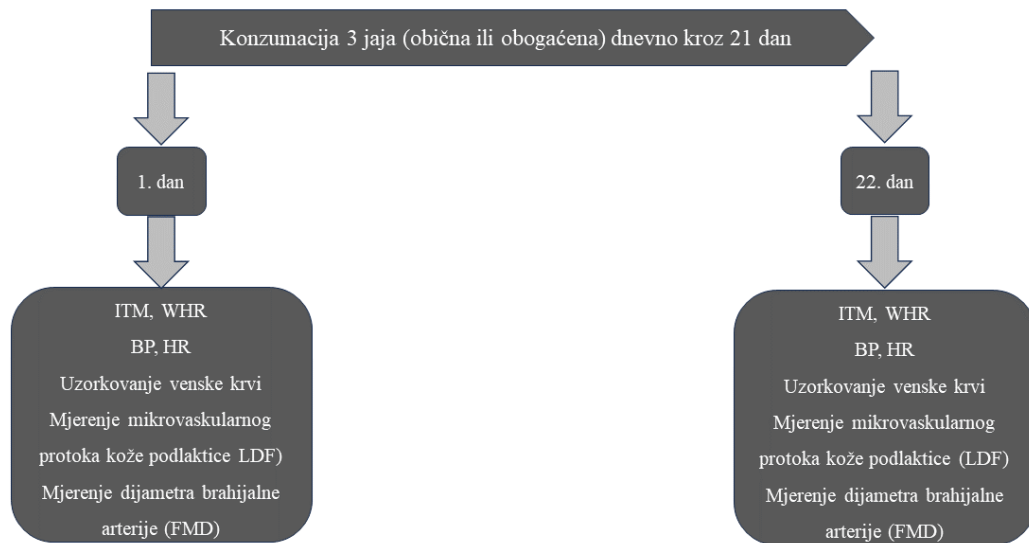 Konzumacija 3 jaja (obična ili obogaćena) dnevno kroz 21 dan
1. dan
22. dan
ITM, WHR
BP, HR
Uzorkovanje venske krvi
Mjerenje mikrovaskularnog
protoka kože podlaktice LDF)
Mjerenje dijametra brahijalne
arterije (FMD)
ITM, WHR
BP, HR
Uzorkovanje venske krvi
Mjerenje mikrovaskularnog
protoka kože podlaktice (LDF)
Mjerenje dijametra brahijalne
arterije (FMD)